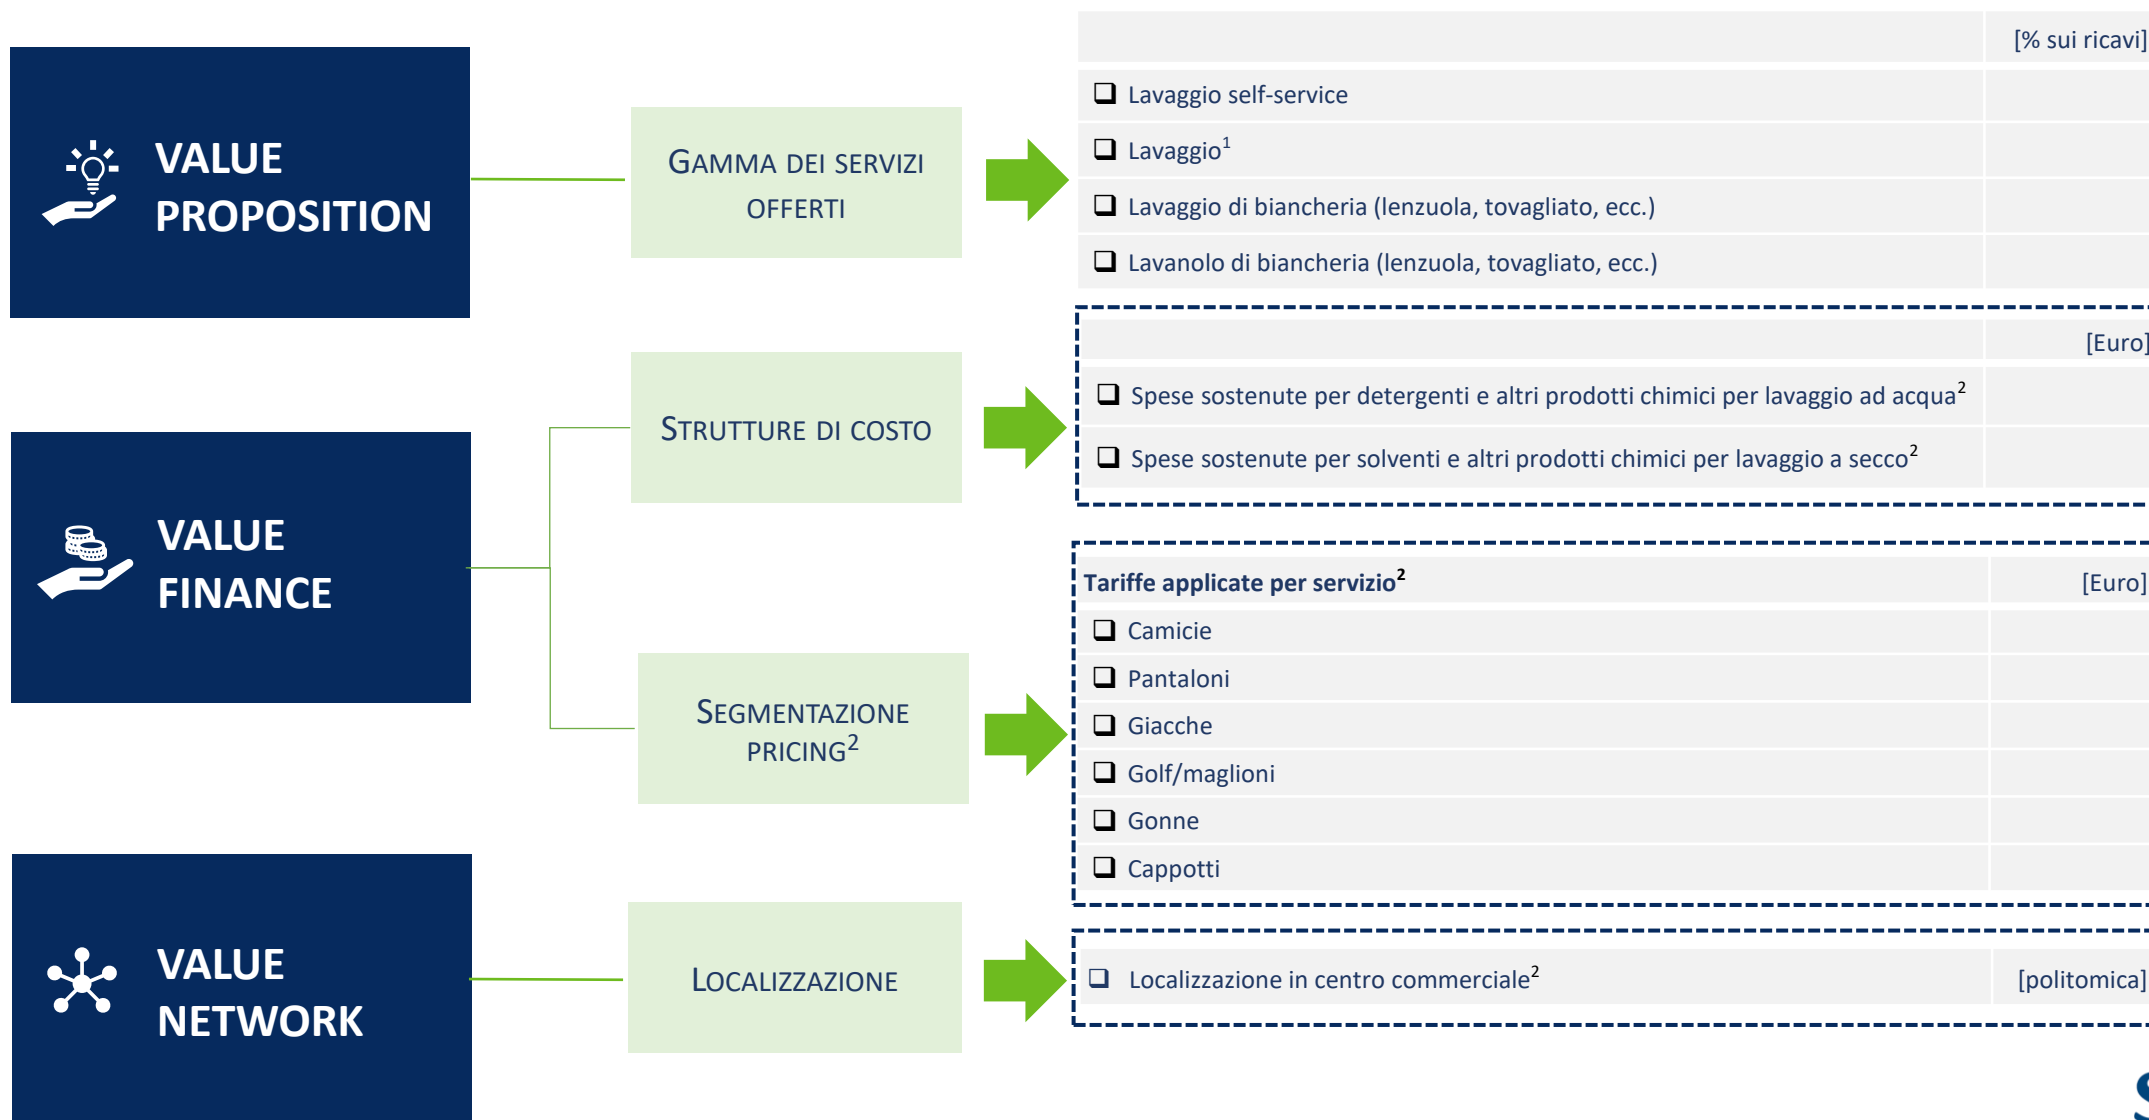 VALUE
PROPOSITION
GAMMA DEI SERVIZI
OFFERTI
[% sui ricavi]
❑ Lavaggio self-service
❑ Lavaggio¹
❑ Lavaggio di biancheria (lenzuola, tovagliato, ecc.)
❑ Lavanolo di biancheria (lenzuola, tovagliato, ecc.)
VALUE
FINANCE
STRUTTURE DI COSTO
[Euro]
❑ Spese sostenute per detergenti e altri prodotti chimici per lavaggio ad acqua²
❑ Spese sostenute per solventi e altri prodotti chimici per lavaggio a secco²
SEGMENTAZIONE
PRICING²
Tariffe applicate per servizio² [Euro]
❑ Camicie
❑ Pantaloni
❑ Giacche
❑ Golf/maglioni
❑ Gonne
❑ Cappotti
VALUE
NETWORK
LOCALIZZAZIONE
❑ Localizzazione in centro commerciale² [politomica]